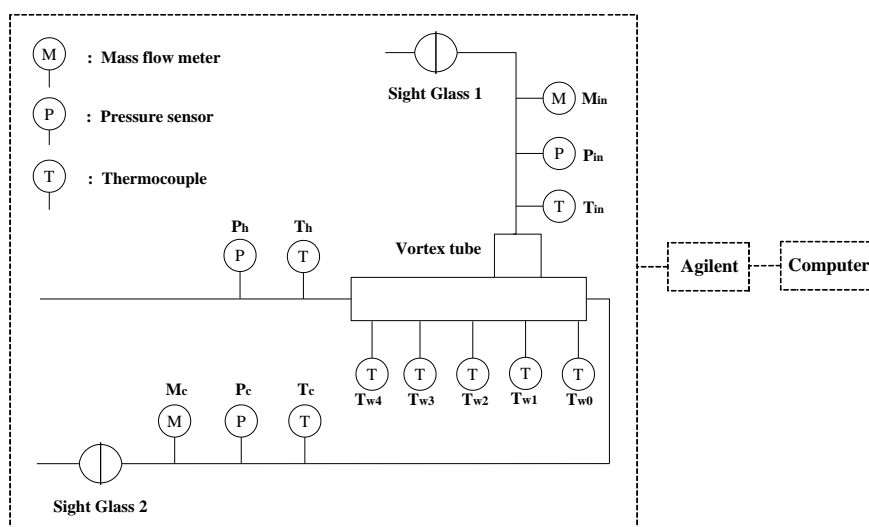 M : Mass flow meter
P : Pressure sensor
T : Thermocouple
Sight Glass 1
M Min
P Pin
T Tin
Ph Th
P T
Vortex tube
Agilent
Computer
T T T T T
Tw4 Tw3 Tw2 Tw1 Tw0
Mc Pc Tc
M P T
Sight Glass 2